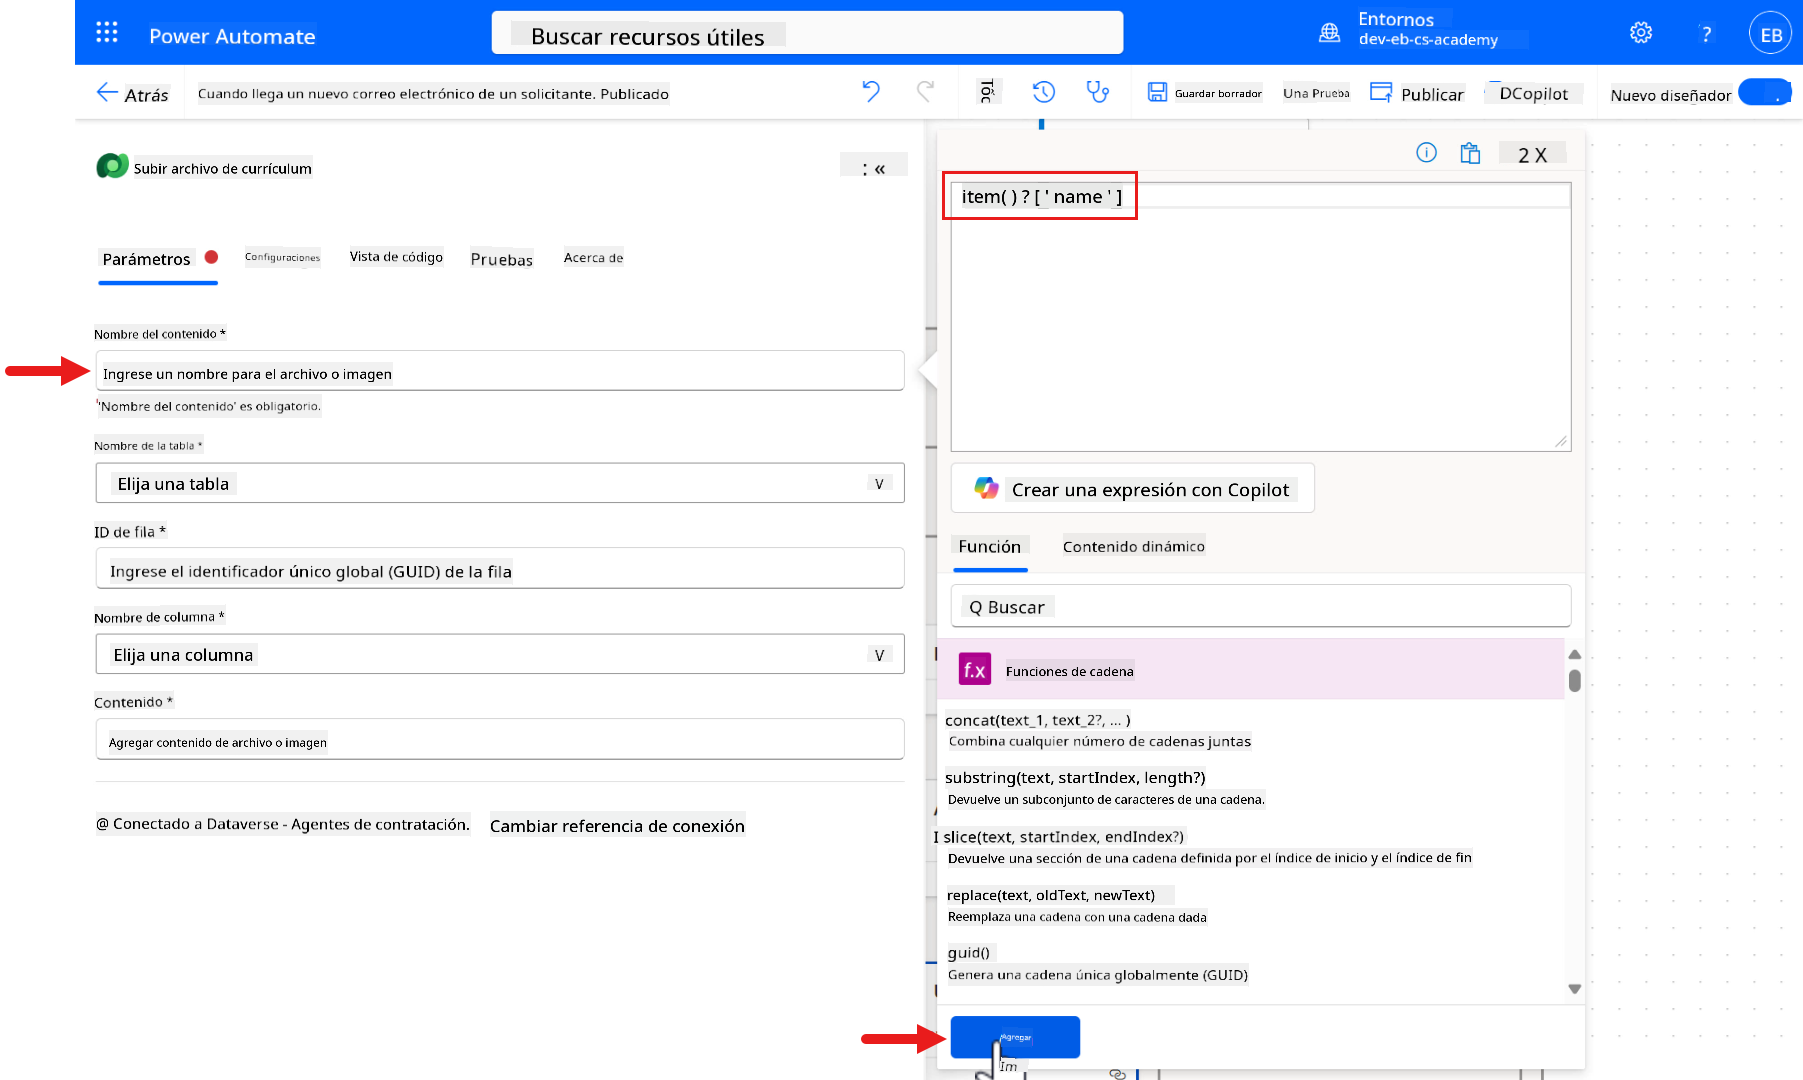 Power Automate
Buscar recursos útiles
Entornos
dev-eb-cs-academy
?
EB
Atrás
Cuando llega un nuevo correo electrónico de un solicitante. Publicado
Guardar borrador
Una Prueba
Publicar
DCopilot
Nuevo diseñador
Subir archivo de currículum
: «
Parámetros
Configuraciones
Vista de código
Pruebas
Acerca de
Nombre del contenido *
Ingrese un nombre para el archivo o imagen
'Nombre del contenido' es obligatorio.
Nombre de la tabla *
Elija una tabla
V
ID de fila *
Ingrese el identificador único global (GUID) de la fila
Nombre de columna *
Elija una columna
V
Contenido *
Agregar contenido de archivo o imagen
@ Conectado a Dataverse - Agentes de contratación.
Cambiar referencia de conexión
2 X
item( ) ? [ ' name ' ]
Crear una expresión con Copilot
Función
Contenido dinámico
Q Buscar
f.x
Funciones de cadena
concat(text_1, text_2?, ... )
Combina cualquier número de cadenas juntas
substring(text, startIndex, length?)
Devuelve un subconjunto de caracteres de una cadena.
I slice(text, startIndex, endIndex?)
Devuelve una sección de una cadena definida por el índice de inicio y el índice de fin
replace(text, oldText, newText)
Reemplaza una cadena con una cadena dada
guid()
Genera una cadena única globalmente (GUID)
Agregar
Im